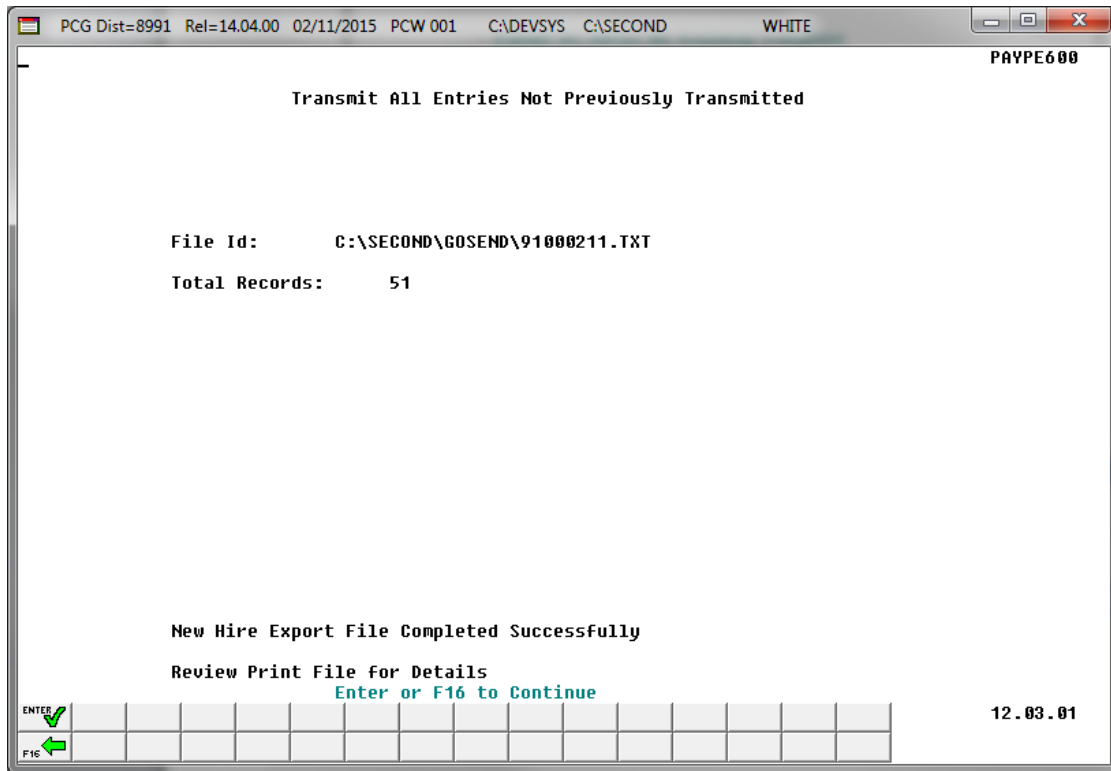 PCG Dist=8991 Rel=14.04.00 02/11/2015 PCW 001 C:\DEVSYS C:\SECOND WHITE
PAYPE600
Transmit All Entries Not Previously Transmitted
File Id: C:\SECOND\GOSEND\91000211.TXT
Total Records: 51
New Hire Export File Completed Successfully
Review Print File for Details
Enter or F16 to Continue
ENTER
12.03.01
F16